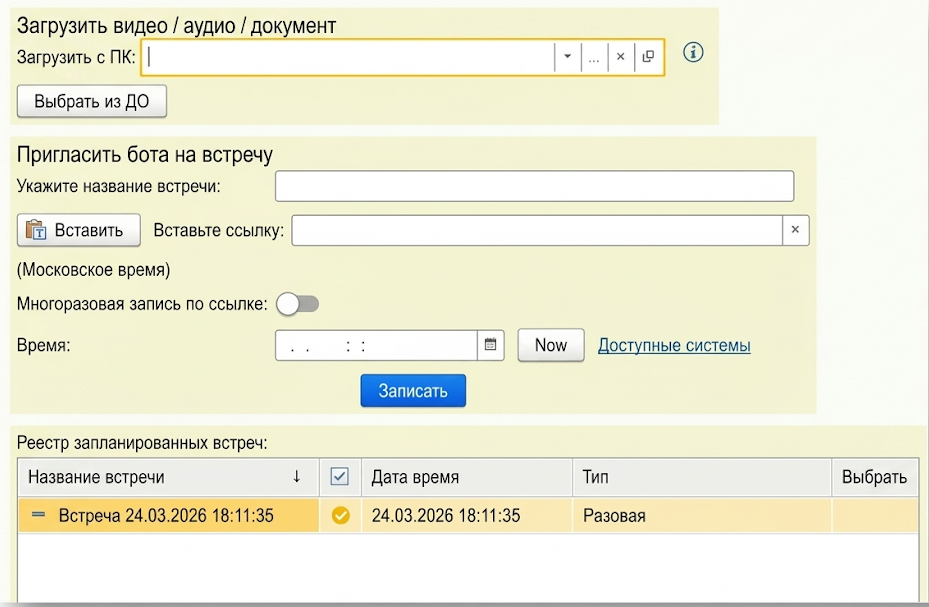 Загрузить видео / аудио / документ
Загрузить с ПК:
...
Выбрать из ДО
Пригласить бота на встречу
Укажите название встречи:
Вставить Вставьте ссылку:
(Московское время)
Многоразовая запись по ссылке:
Время: . . : : Now Доступные системы
Записать
Реестр запланированных встреч:
Название встречи ↓ Дата время Тип Выбрать
Встреча 24.03.2026 18:11:35 24.03.2026 18:11:35 Разовая